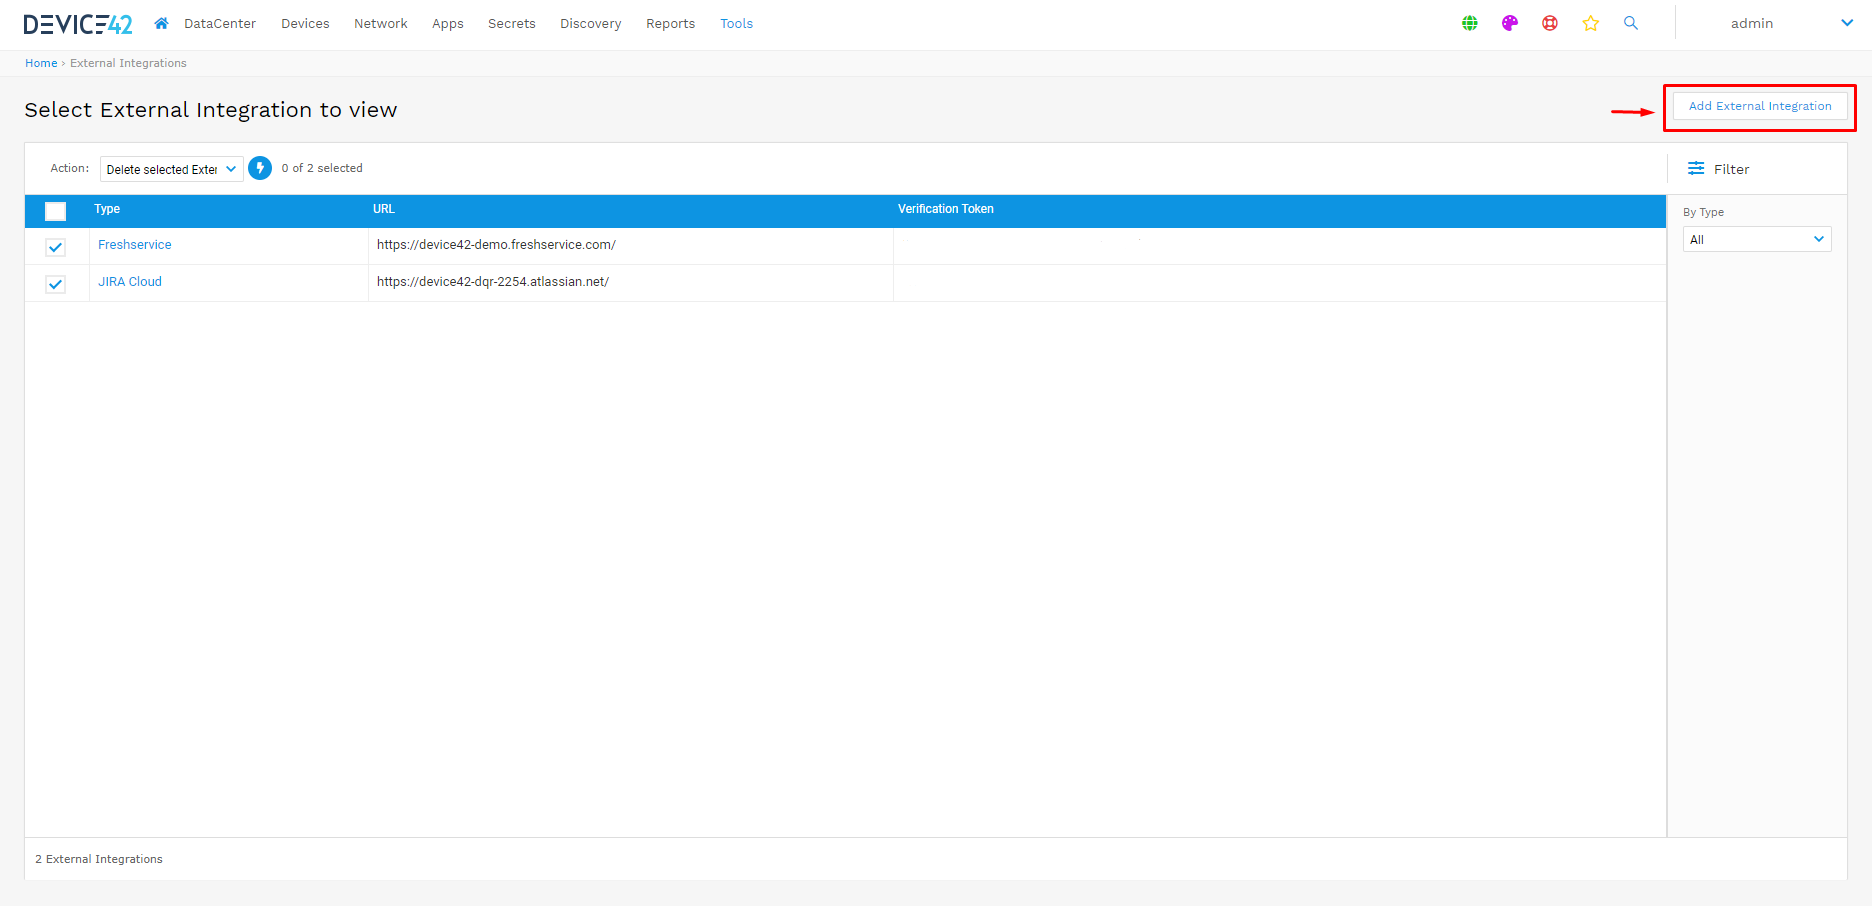 DEVICE42 DataCenter Devices Network Apps Secrets Discovery Reports Tools admin
Home › External Integrations
Select External Integration to view
Add External Integration
Action: Delete selected Exter 0 of 2 selected
Filter
Type URL Verification Token
By Type
All
Freshservice https://device42-demo.freshservice.com/
JIRA Cloud https://device42-dqr-2254.atlassian.net/
2 External Integrations